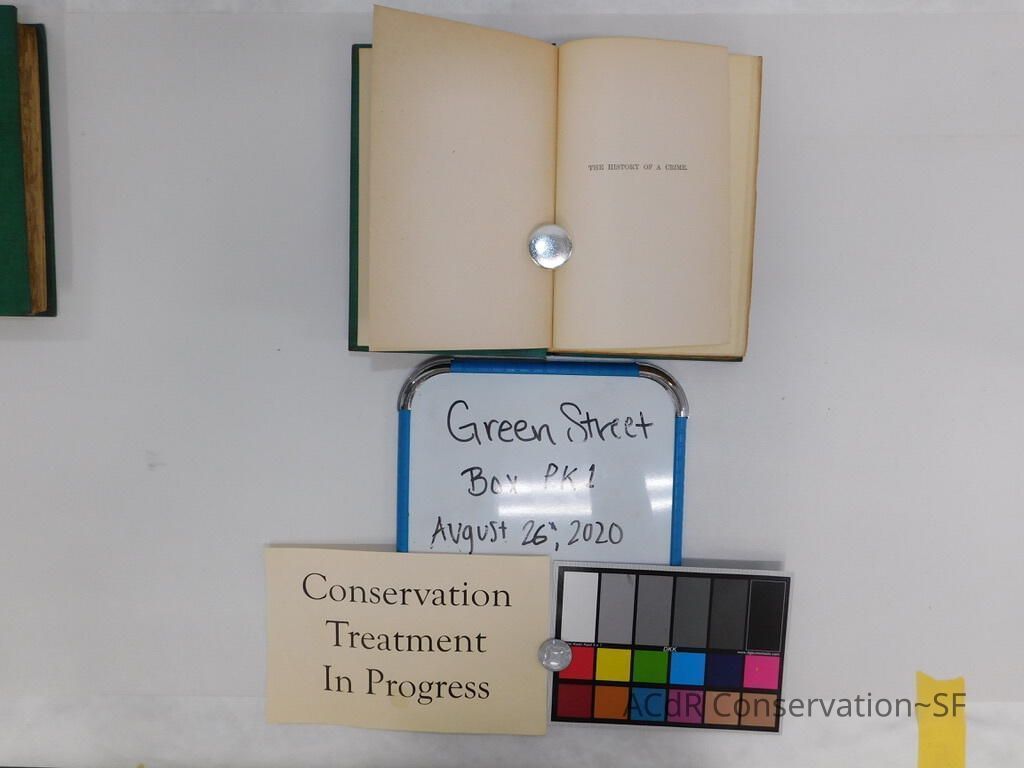 THE HISTORY OF A CRIME.
Green Street
Box PK 1
August 26th, 2020
Conservation
Treatment
In Progress
DKK
ACdR Conservation~SF